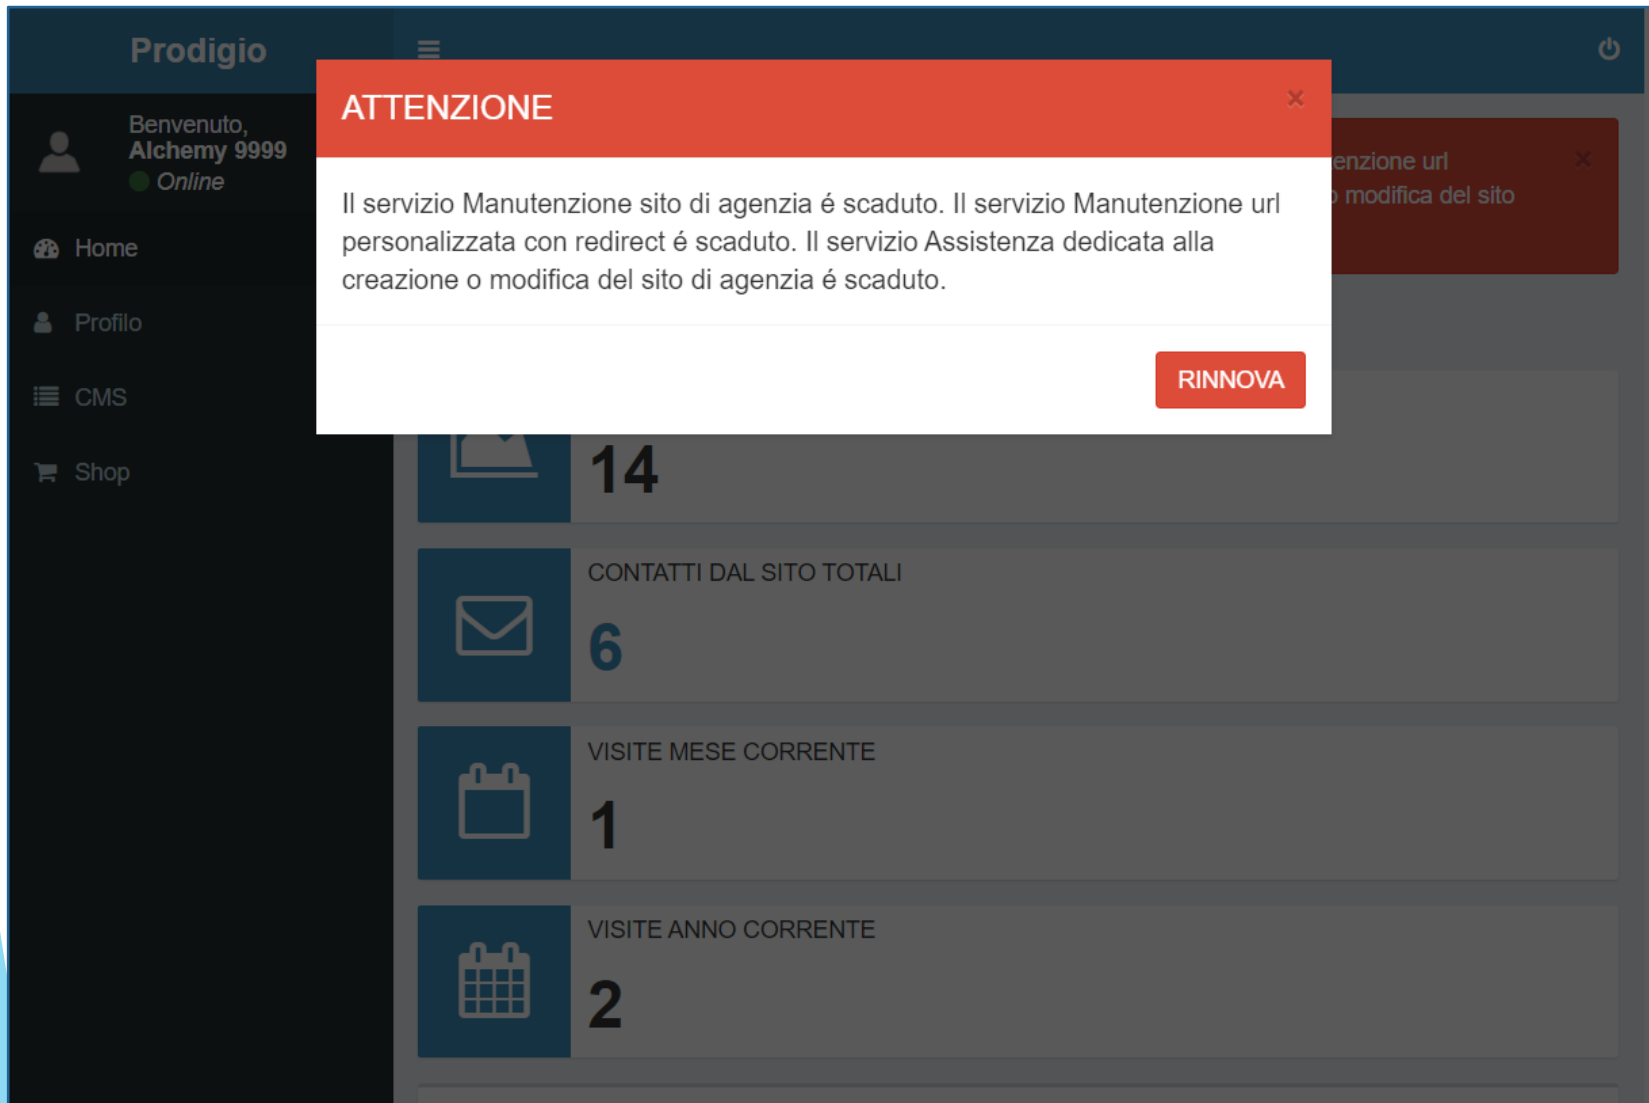 Prodigio
Benvenuto,
Alchemy 9999
Online
Home
Profilo
CMS
Shop
ATTENZIONE
×
Il servizio Manutenzione sito di agenzia é scaduto. Il servizio Manutenzione url
personalizzata con redirect é scaduto. Il servizio Assistenza dedicata alla
creazione o modifica del sito di agenzia é scaduto.
RINNOVA
url
×
modifica del sito
14
CONTATTI DAL SITO TOTALI
6
VISITE MESE CORRENTE
1
VISITE ANNO CORRENTE
2